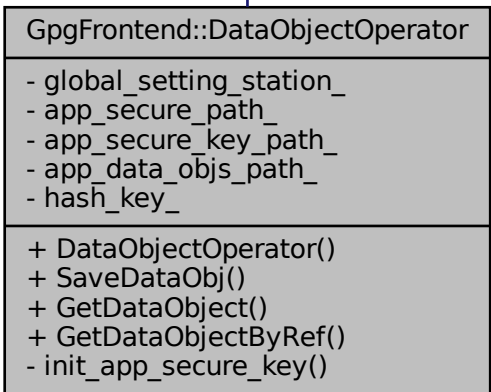 GpgFrontend::DataObjectOperator
- global_setting_station_
- app_secure_path_
- app_secure_key_path_
- app_data_objs_path_
- hash_key_
+ DataObjectOperator()
+ SaveDataObj()
+ GetDataObject()
+ GetDataObjectByRef()
- init_app_secure_key()